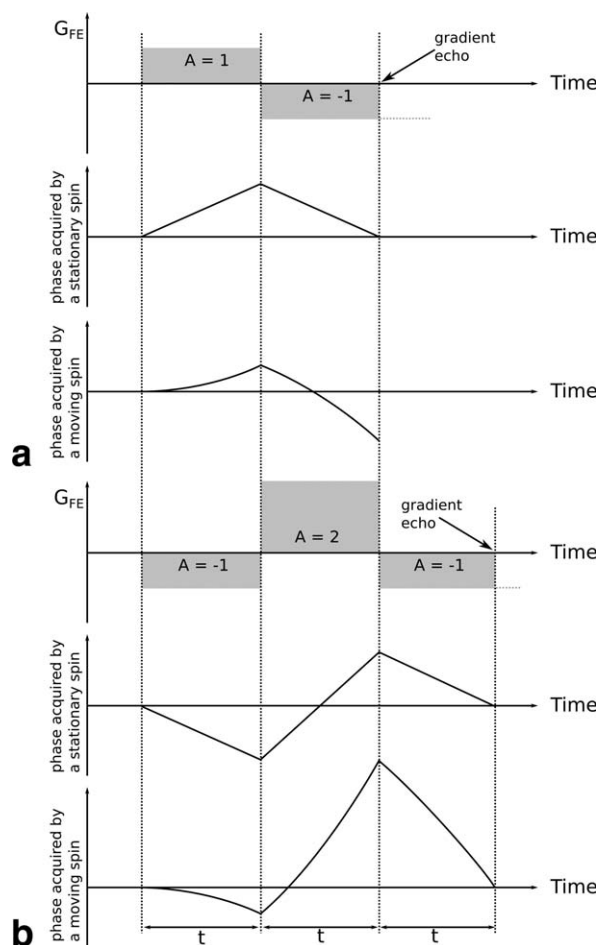 G_FE
A = 1
A = -1
gradient
echo
Time
phase acquired by
a stationary spin
Time
phase acquired by
a moving spin
Time
a
G_FE
A = -1
A = 2
A = -1
gradient
echo
Time
phase acquired by
a stationary spin
Time
phase acquired by
a moving spin
Time
b
t
t
t